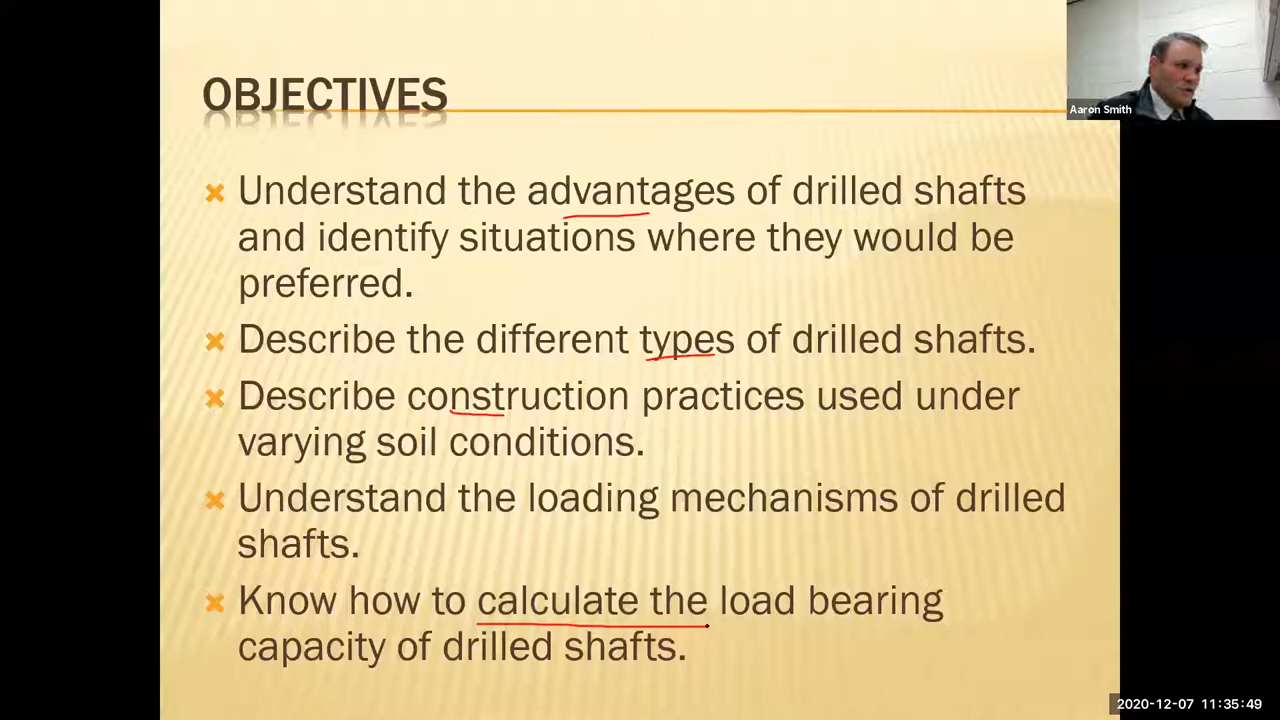 OBJECTIVES
Aaron Smith
Understand the advantages of drilled shafts
and identify situations where they would be
preferred.
Describe the different types of drilled shafts.
Describe construction practices used under
varying soil conditions.
Understand the loading mechanisms of drilled
shafts.
Know how to calculate the load bearing
capacity of drilled shafts.
2020-12-07 11:35:49